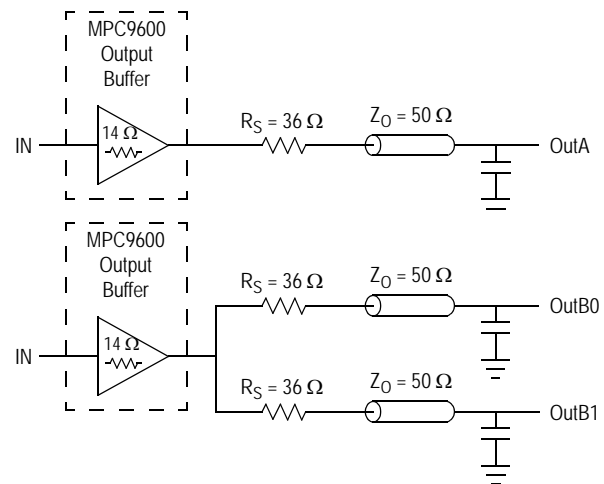 MPC9600
Output
Buffer
14 Ω
IN
R_S = 36 Ω
Z_O = 50 Ω
OutA
MPC9600
Output
Buffer
14 Ω
IN
R_S = 36 Ω
Z_O = 50 Ω
OutB0
R_S = 36 Ω
Z_O = 50 Ω
OutB1